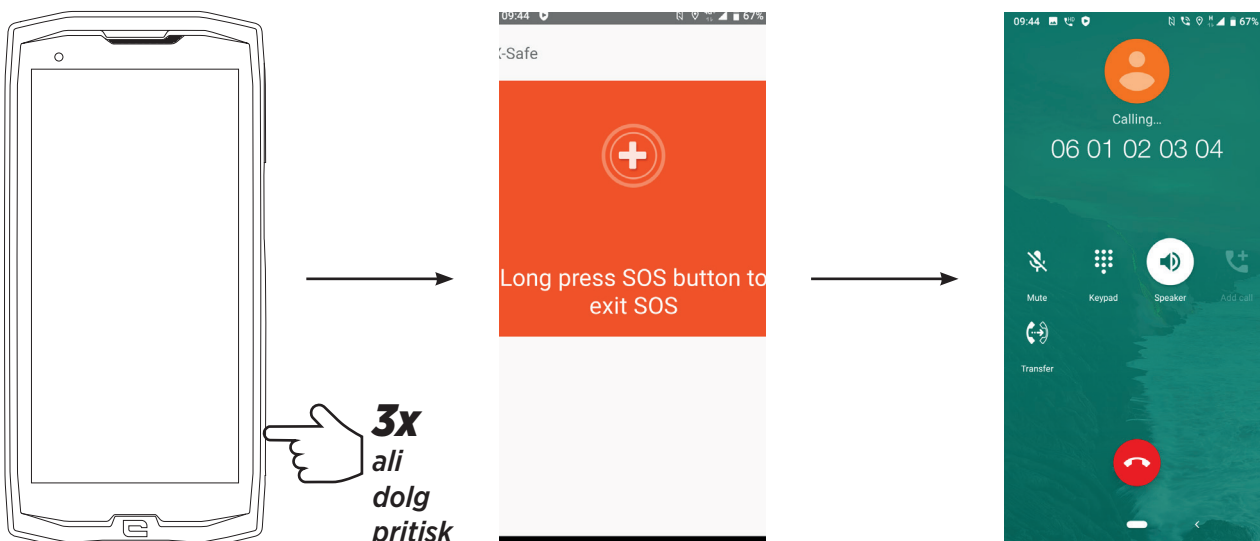 3x
ali
dolg
pritisk
09:44 67%
X-Safe
Long press SOS button to
exit SOS
09:44 67%
Calling...
06 01 02 03 04
Mute Keypad Speaker Add call
Transfer